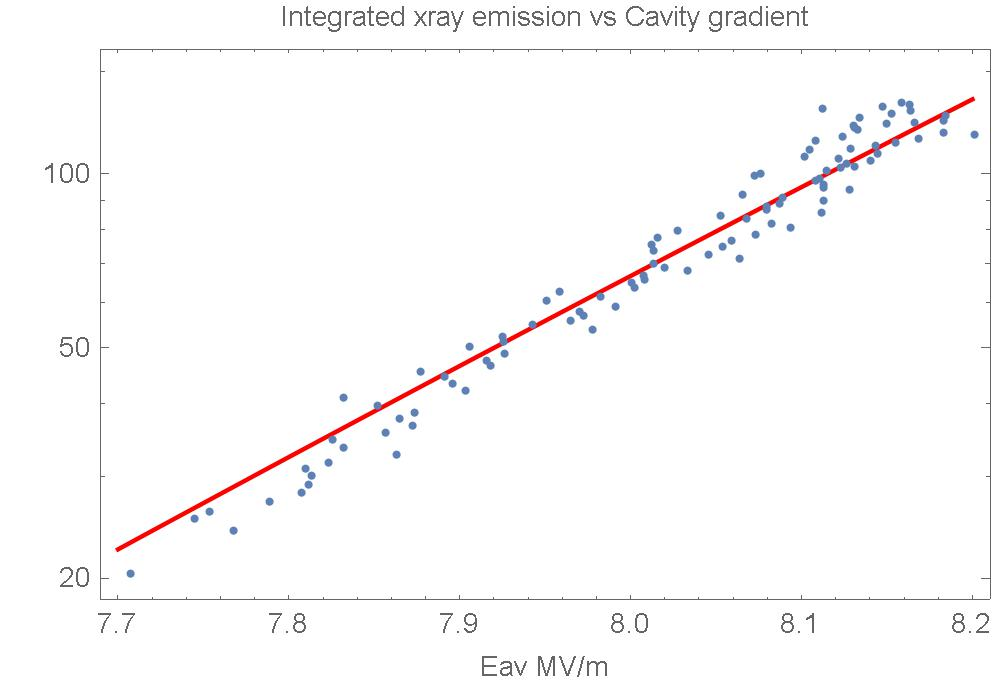 Integrated xray emission vs Cavity gradient
100
50
20
7.7 7.8 7.9 8.0 8.1 8.2
Eav MV/m